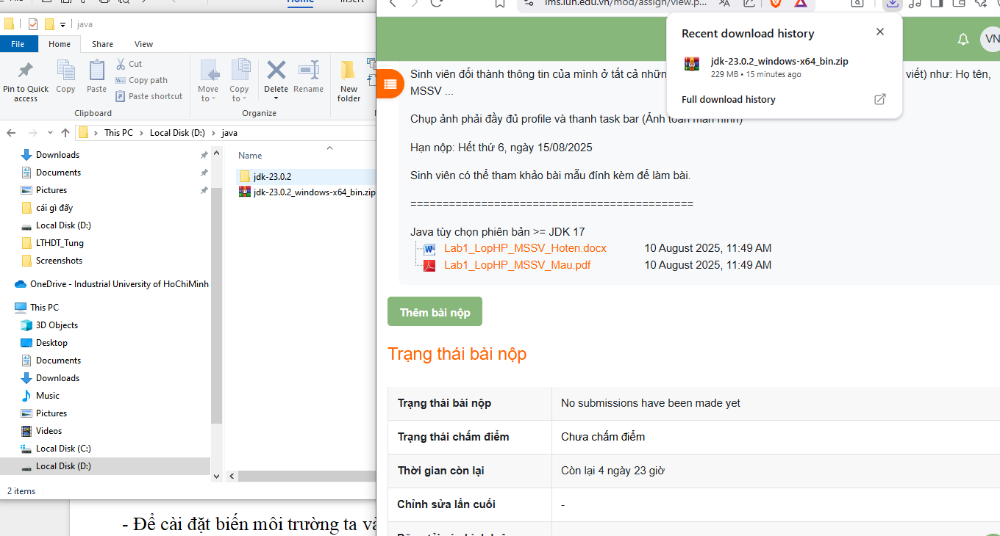 Home
Insert
java
File
Home
Share
View
Pin to Quick access
Copy
Paste
Cut
Copy path
Paste shortcut
Clipboard
Move to
Copy to
Delete
Rename
Organize
New folder
This PC
Local Disk (D:)
java
Downloads
Documents
Pictures
cái gì đấy
Local Disk (D:)
LTHDT_Tung
Screenshots
OneDrive - Industrial University of HoChiMinh
This PC
3D Objects
Desktop
Documents
Downloads
Music
Pictures
Videos
Local Disk (C:)
Local Disk (D:)
Name
jdk-23.0.2
jdk-23.0.2_windows-x64_bin.zip
2 items
- Để cài đặt biến môi trường ta và
lms.iuh.edu.vn/mod/assign/view.p...
Recent download history
jdk-23.0.2_windows-x64_bin.zip
229 MB • 15 minutes ago
Full download history
VN
Sinh viên đổi thành thông tin của mình ở tất cả nhữn
viết) như: Họ tên,
MSSV ...
Chụp ảnh phải đầy đủ profile và thanh task bar (Ảnh toàn màn hình)
Hạn nộp: Hết thứ 6, ngày 15/08/2025
Sinh viên có thể tham khảo bài mẫu đính kèm để làm bài.
============================================
Java tùy chọn phiên bản >= JDK 17
Lab1_LopHP_MSSV_Hoten.docx 10 August 2025, 11:49 AM
Lab1_LopHP_MSSV_Mau.pdf 10 August 2025, 11:49 AM
Thêm bài nộp
Trạng thái bài nộp
Trạng thái bài nộp No submissions have been made yet
Trạng thái chấm điểm Chưa chấm điểm
Thời gian còn lại Còn lại 4 ngày 23 giờ
Chỉnh sửa lần cuối -